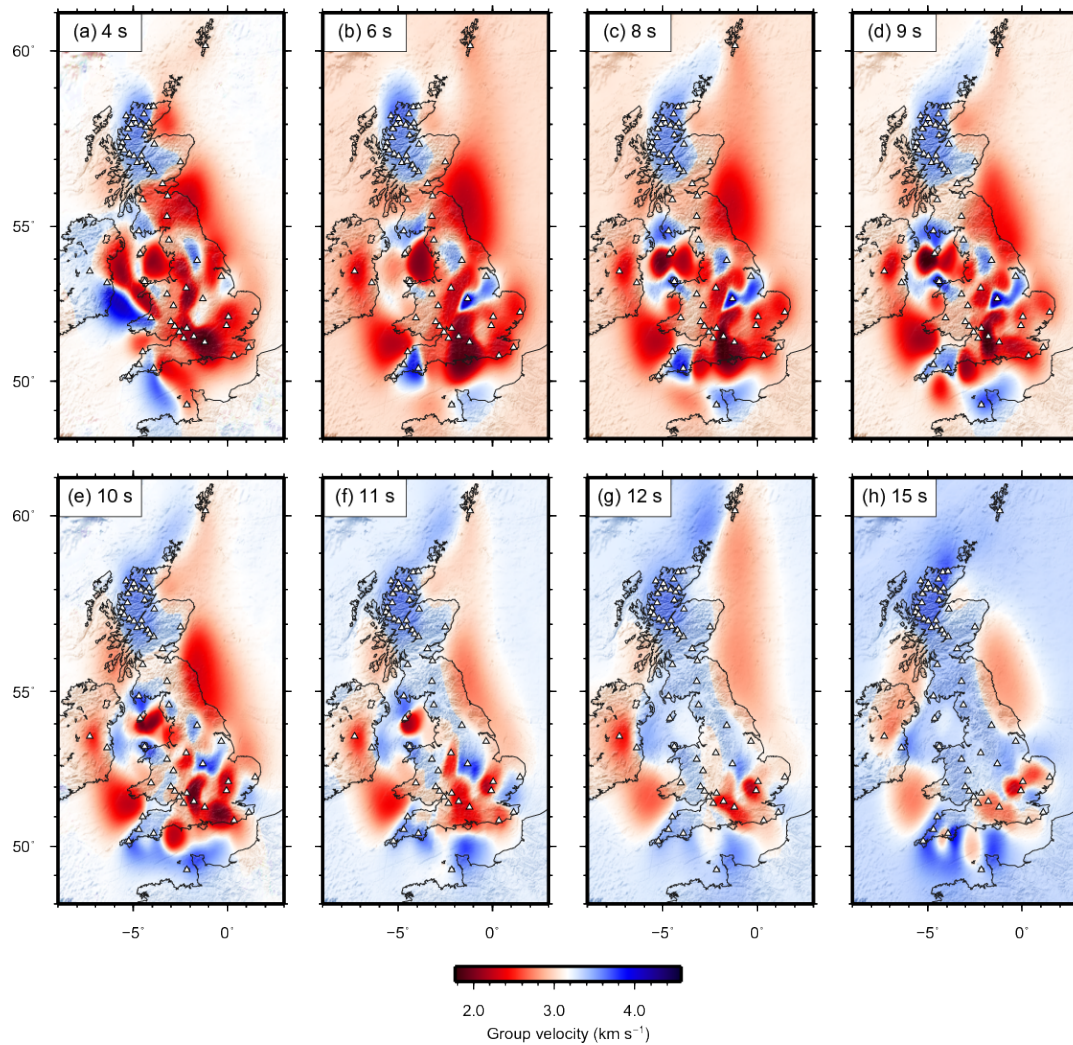 (a) 4 s (b) 6 s (c) 8 s (d) 9 s
60˚
55˚
50˚
(e) 10 s (f) 11 s (g) 12 s (h) 15 s
60˚
55˚
50˚
−5˚ 0˚ −5˚ 0˚ −5˚ 0˚ −5˚ 0˚
2.0 3.0 4.0
Group velocity (km s⁻¹)